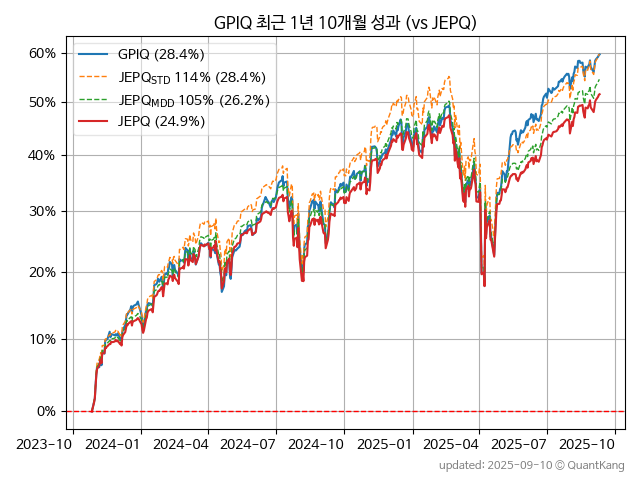 GPIQ 최근 1년 10개월 성과 (vs JEPQ)
GPIQ (28.4%)
JEPQSTD 114% (28.4%)
JEPQMDD 105% (26.2%)
JEPQ (24.9%)
60%
50%
40%
30%
20%
10%
0%
2023-10 2024-01 2024-04 2024-07 2024-10 2025-01 2025-04 2025-07 2025-10
updated: 2025-09-10 © QuantKang